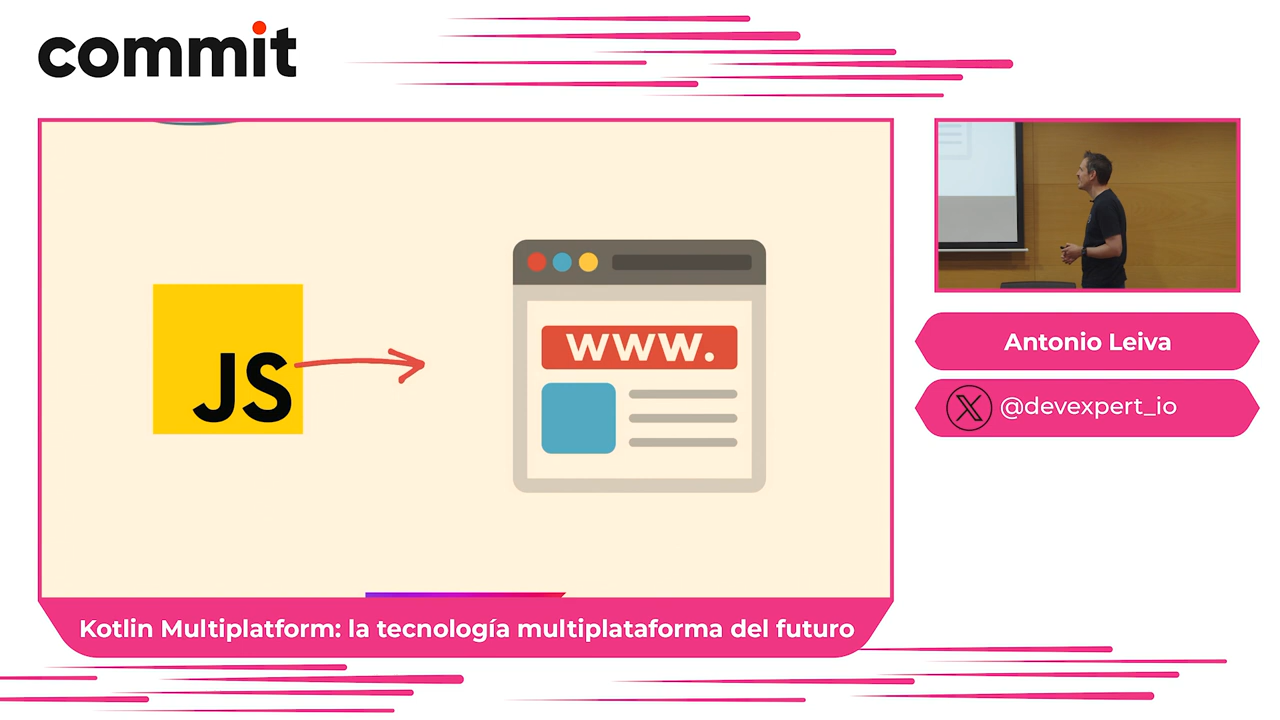 commit
JS
www.
Antonio Leiva
@devexpert_io
Kotlin Multiplatform: la tecnología multiplataforma del futuro